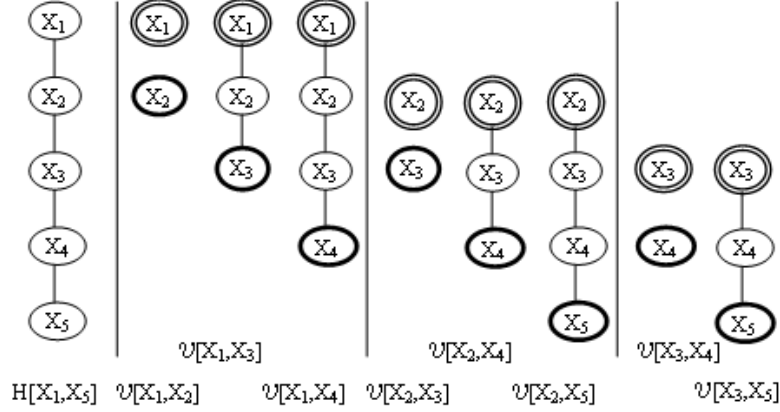 X₁ X₁ X₁ X₁
X₂ X₂ X₂ X₂ X₂ X₂ X₂
X₃ X₃ X₃ X₃ X₃ X₃ X₃ X₃
X₄ X₄ X₄ X₄ X₄ X₄
X₅ X₅ X₅
𝒰[X₁,X₃] 𝒰[X₂,X₄] 𝒰[X₃,X₄]
H[X₁,X₅] 𝒰[X₁,X₂] 𝒰[X₁,X₄] 𝒰[X₂,X₃] 𝒰[X₂,X₅] 𝒰[X₃,X₅]